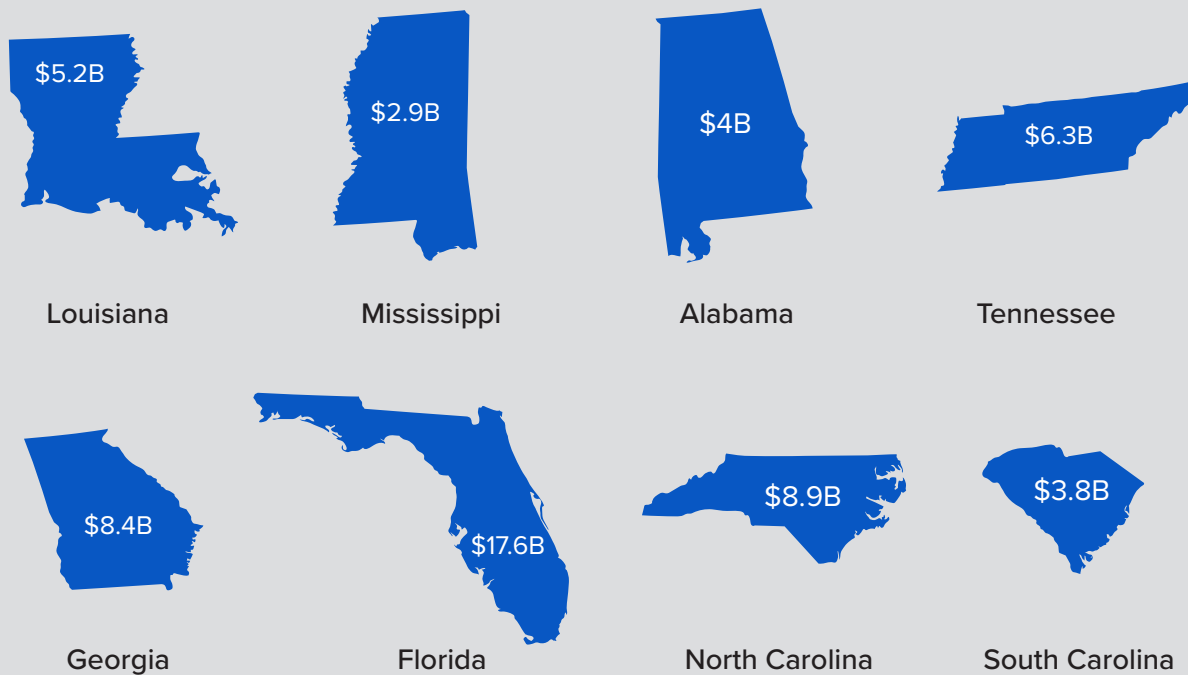 $5.2B
$2.9B
$4B
$6.3B
Louisiana
Mississippi
Alabama
Tennessee
$8.4B
$17.6B
$8.9B
$3.8B
Georgia
Florida
North Carolina
South Carolina